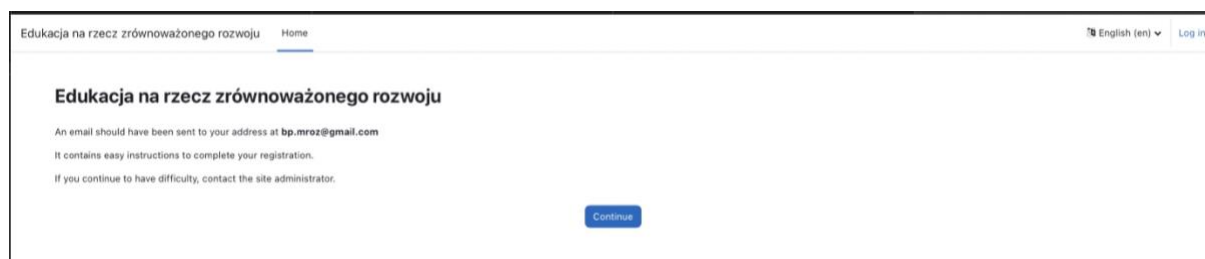 Edukacja na rzecz zrównoważonego rozwoju Home English (en) Log in
Edukacja na rzecz zrównoważonego rozwoju
An email should have been sent to your address at bp.mroz@gmail.com
It contains easy instructions to complete your registration.
If you continue to have difficulty, contact the site administrator.
Continue